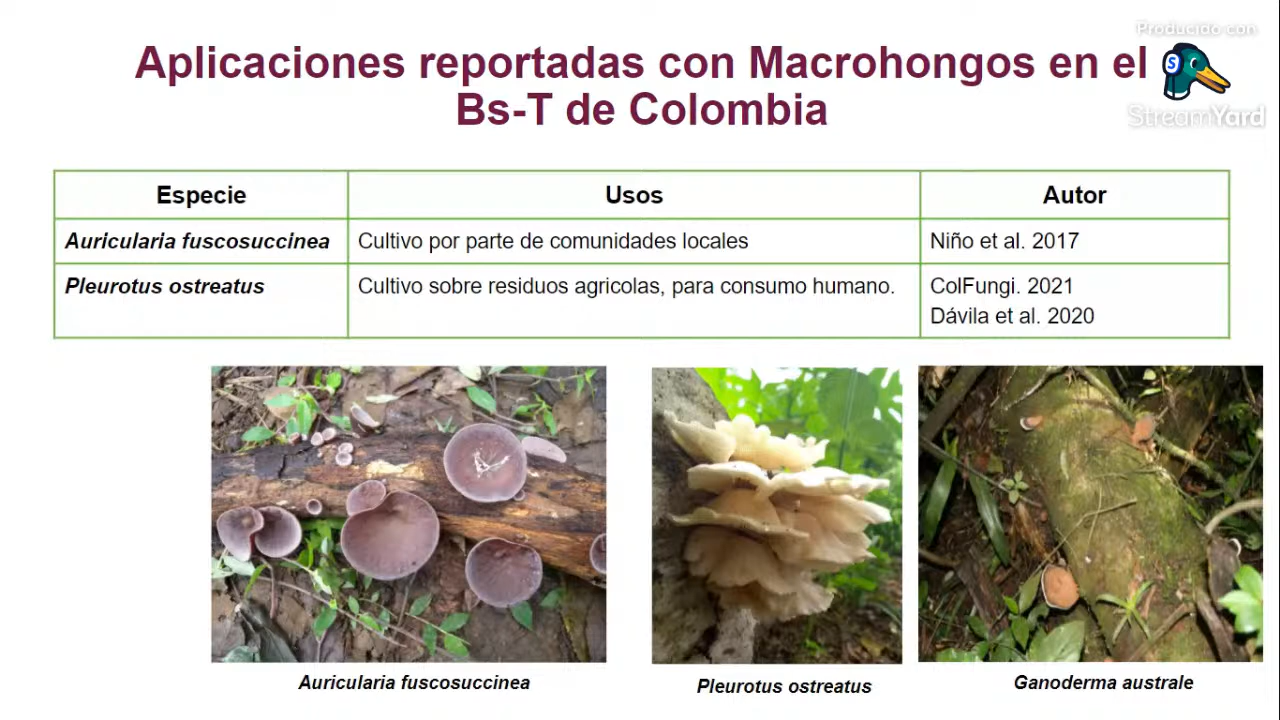 Producido con
StreamYard
Aplicaciones reportadas con Macrohongos en el
Bs-T de Colombia
Especie Usos Autor
Auricularia fuscosuccinea Cultivo por parte de comunidades locales Niño et al. 2017
Pleurotus ostreatus Cultivo sobre residuos agricolas, para consumo humano. ColFungi. 2021
Dávila et al. 2020
Auricularia fuscosuccinea
Pleurotus ostreatus
Ganoderma australe